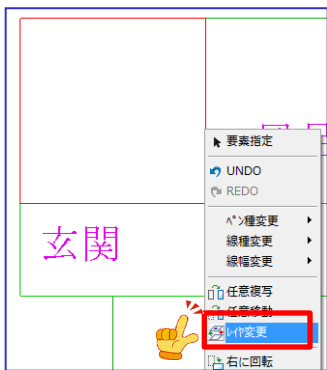 要素指定
UNDO
REDO
ﾍﾟﾝ種変更
線種変更
線幅変更
玄関
任意複写
任意移動
ﾚｲﾔ変更
右に回転